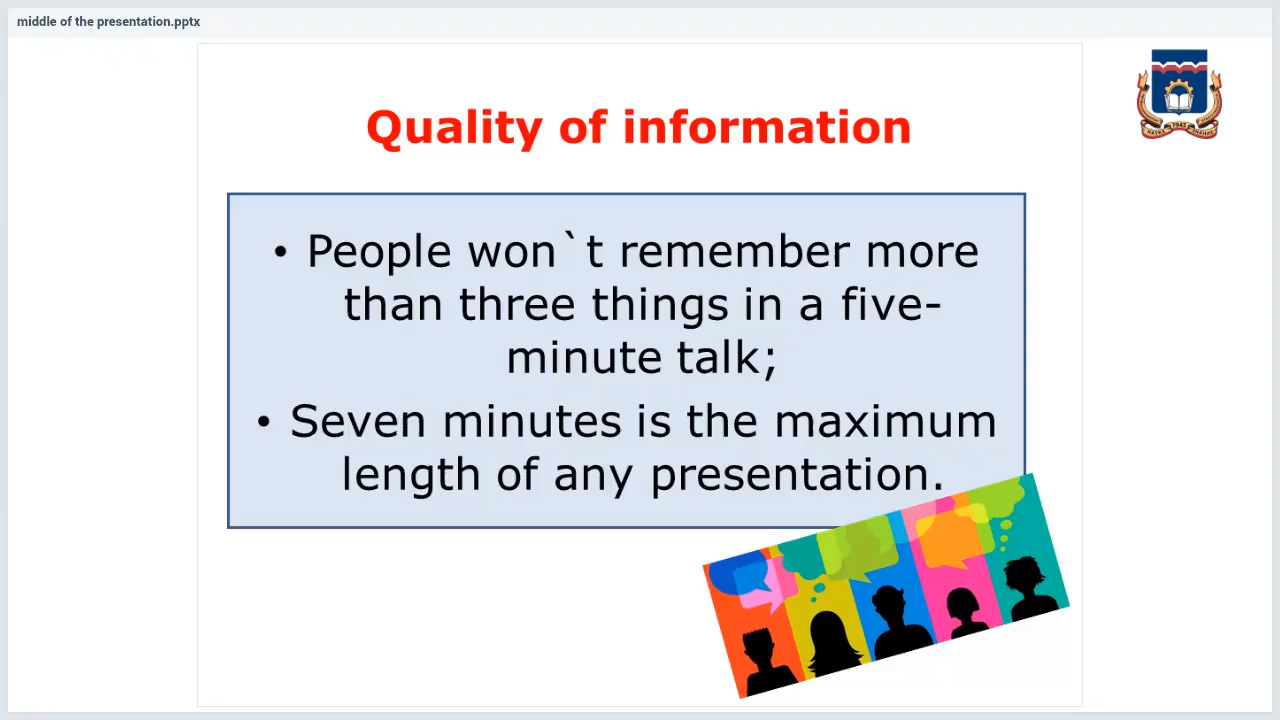 middle of the presentation.pptx
Quality of information
• People won`t remember more
than three things in a five-
minute talk;
• Seven minutes is the maximum
length of any presentation.
1942